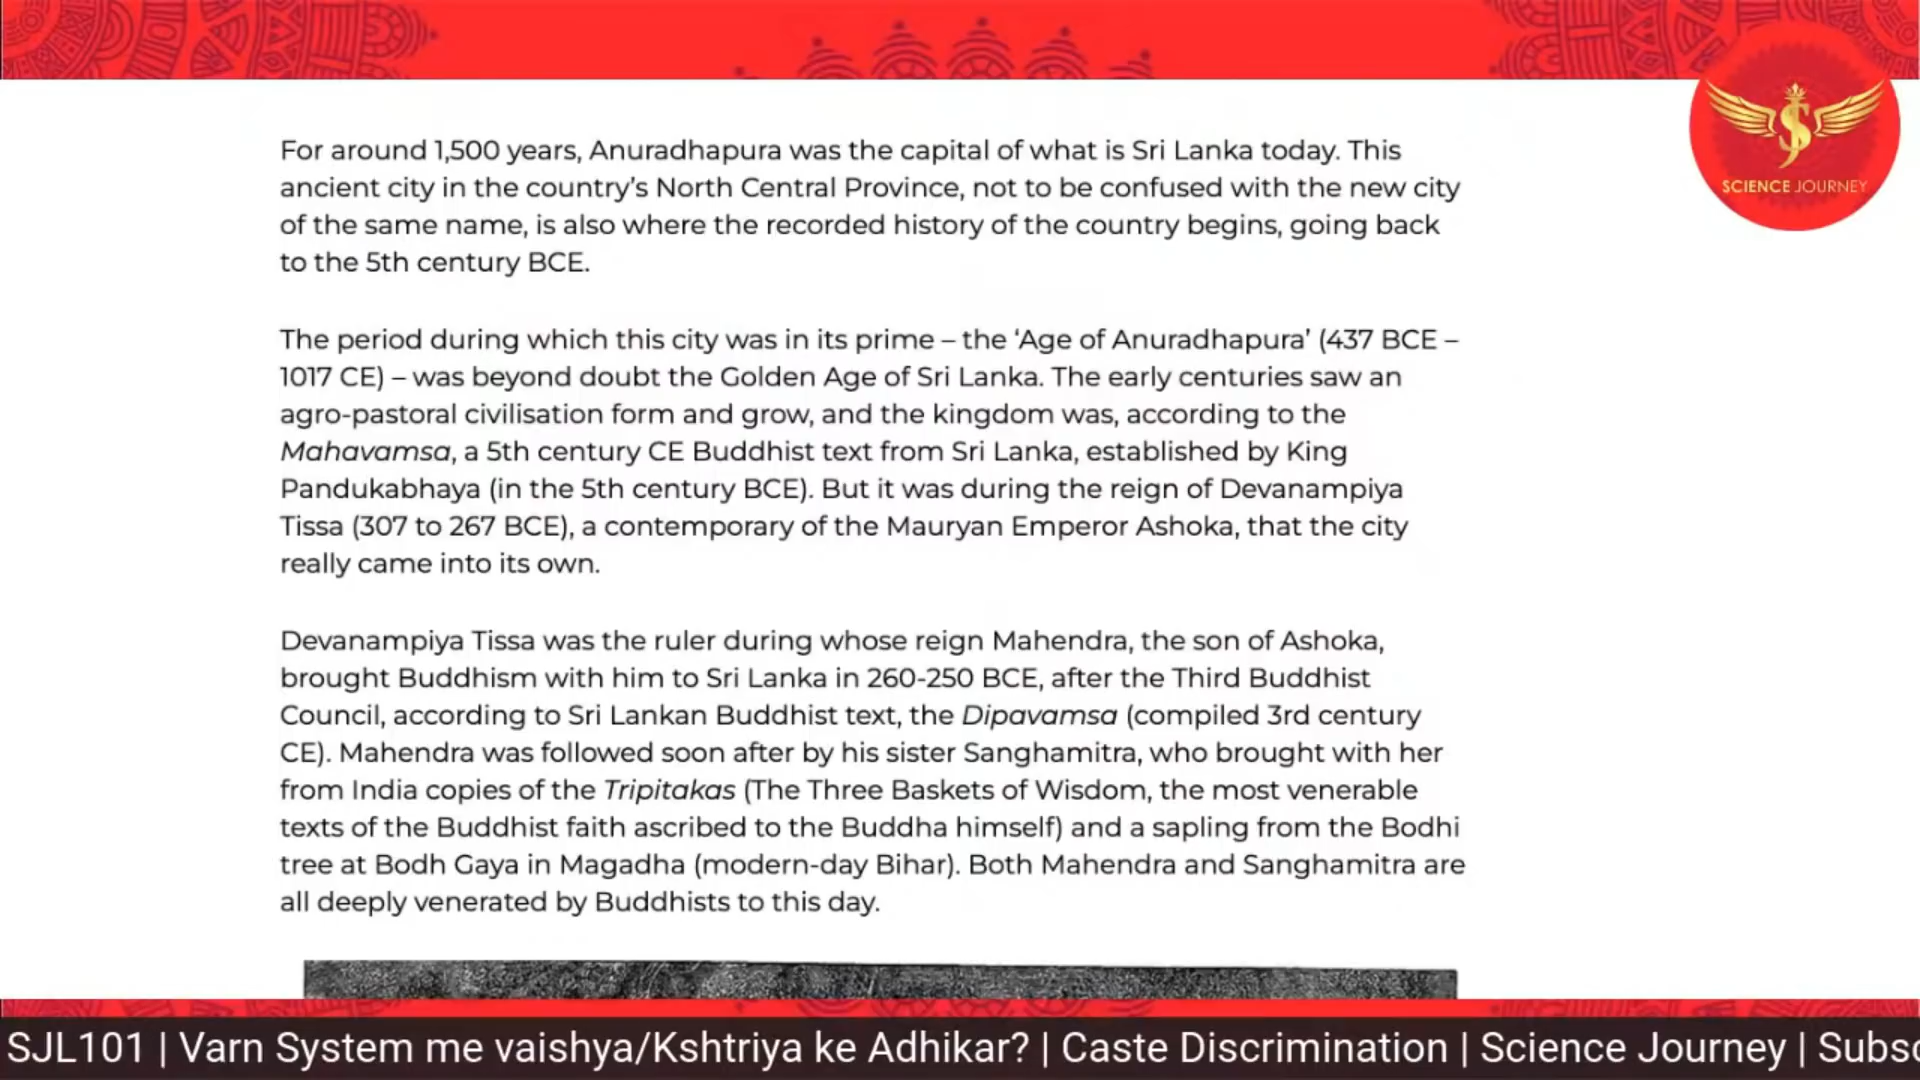 SCIENCE JOURNEY
For around 1,500 years, Anuradhapura was the capital of what is Sri Lanka today. This
ancient city in the country’s North Central Province, not to be confused with the new city
of the same name, is also where the recorded history of the country begins, going back
to the 5th century BCE.
The period during which this city was in its prime – the ‘Age of Anuradhapura’ (437 BCE –
1017 CE) – was beyond doubt the Golden Age of Sri Lanka. The early centuries saw an
agro-pastoral civilisation form and grow, and the kingdom was, according to the
Mahavamsa, a 5th century CE Buddhist text from Sri Lanka, established by King
Pandukabhaya (in the 5th century BCE). But it was during the reign of Devanampiya
Tissa (307 to 267 BCE), a contemporary of the Mauryan Emperor Ashoka, that the city
really came into its own.
Devanampiya Tissa was the ruler during whose reign Mahendra, the son of Ashoka,
brought Buddhism with him to Sri Lanka in 260-250 BCE, after the Third Buddhist
Council, according to Sri Lankan Buddhist text, the Dipavamsa (compiled 3rd century
CE). Mahendra was followed soon after by his sister Sanghamitra, who brought with her
from India copies of the Tripitakas (The Three Baskets of Wisdom, the most venerable
texts of the Buddhist faith ascribed to the Buddha himself) and a sapling from the Bodhi
tree at Bodh Gaya in Magadha (modern-day Bihar). Both Mahendra and Sanghamitra are
all deeply venerated by Buddhists to this day.
SJL101 | Varn System me vaishya/Kshtriya ke Adhikar? | Caste Discrimination | Science Journey |